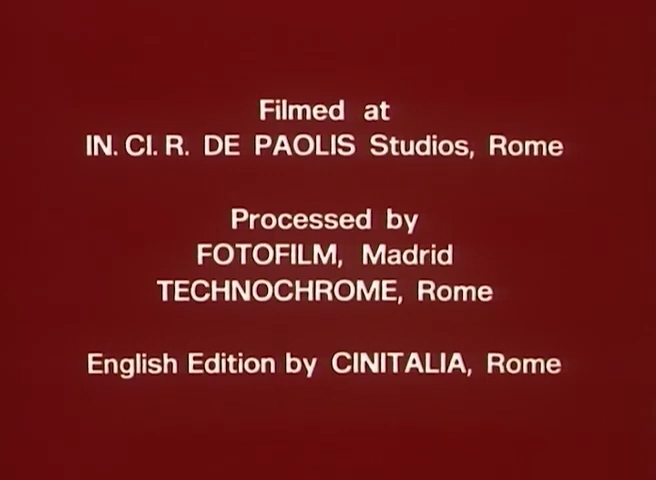 Filmed at
IN. CI. R. DE PAOLIS Studios, Rome
Processed by
FOTOFILM, Madrid
TECHNOCHROME, Rome
English Edition by CINITALIA, Rome